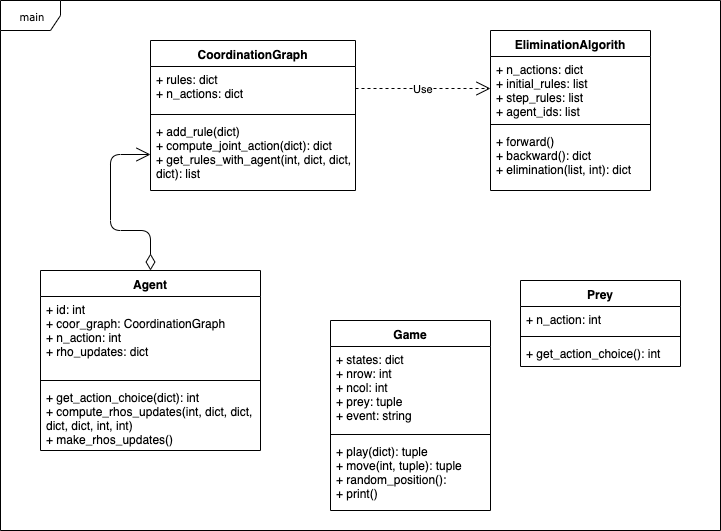 main
CoordinationGraph
+ rules: dict
+ n_actions: dict
+ add_rule(dict)
+ compute_joint_action(dict): dict
+ get_rules_with_agent(int, dict, dict,
dict): list
Use
EliminationAlgorith
+ n_actions: dict
+ initial_rules: list
+ step_rules: list
+ agent_ids: list
+ forward()
+ backward(): dict
+ elimination(list, int): dict
Agent
+ id: int
+ coor_graph: CoordinationGraph
+ n_action: int
+ rho_updates: dict
+ get_action_choice(dict): int
+ compute_rhos_updates(int, dict, dict,
dict, dict, int, int)
+ make_rhos_updates()
Game
+ states: dict
+ nrow: int
+ ncol: int
+ prey: tuple
+ event: string
+ play(dict): tuple
+ move(int, tuple): tuple
+ random_position():
+ print()
Prey
+ n_action: int
+ get_action_choice(): int